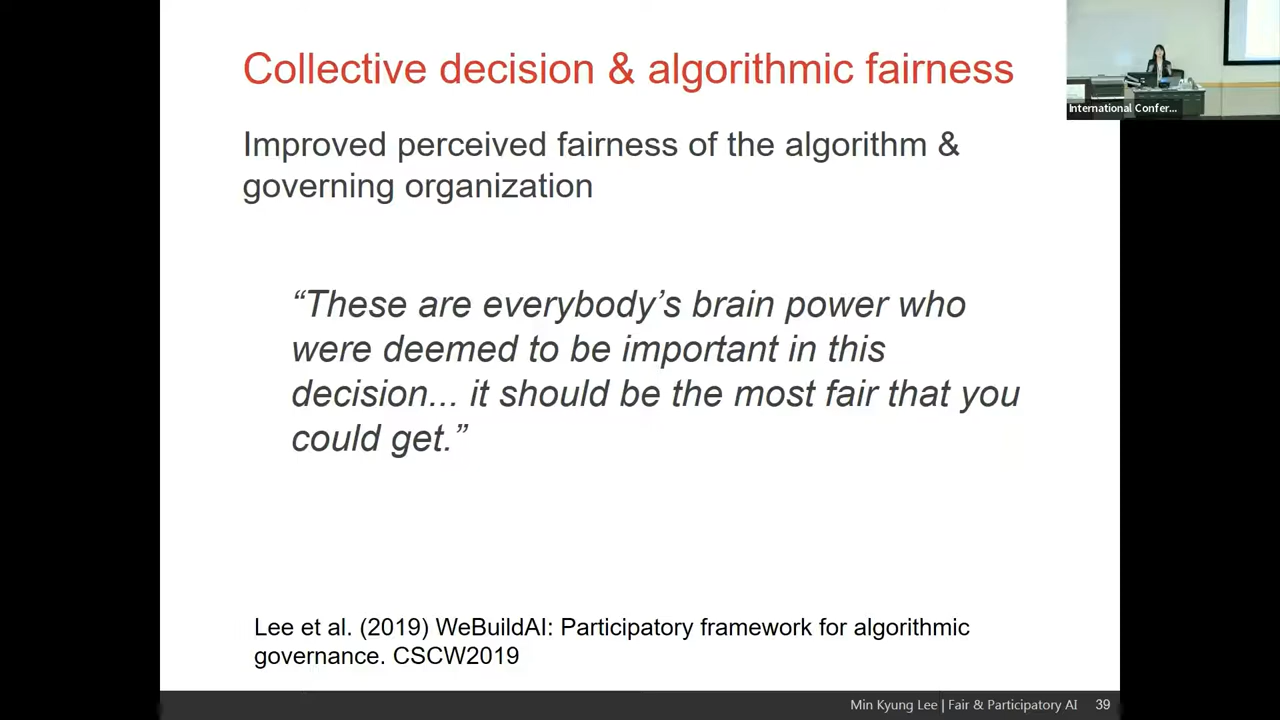 Collective decision & algorithmic fairness
Improved perceived fairness of the algorithm &
governing organization
“These are everybody’s brain power who
were deemed to be important in this
decision... it should be the most fair that you
could get.”
Lee et al. (2019) WeBuildAI: Participatory framework for algorithmic
governance. CSCW2019
Min Kyung Lee | Fair & Participatory AI 39
International Confer...